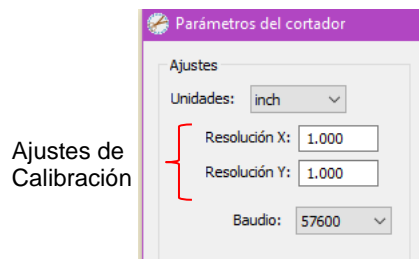 Parámetros del cortador
Ajustes
Unidades: inch
Resolución X: 1.000
Ajustes de
Calibración
Resolución Y: 1.000
Baudio: 57600